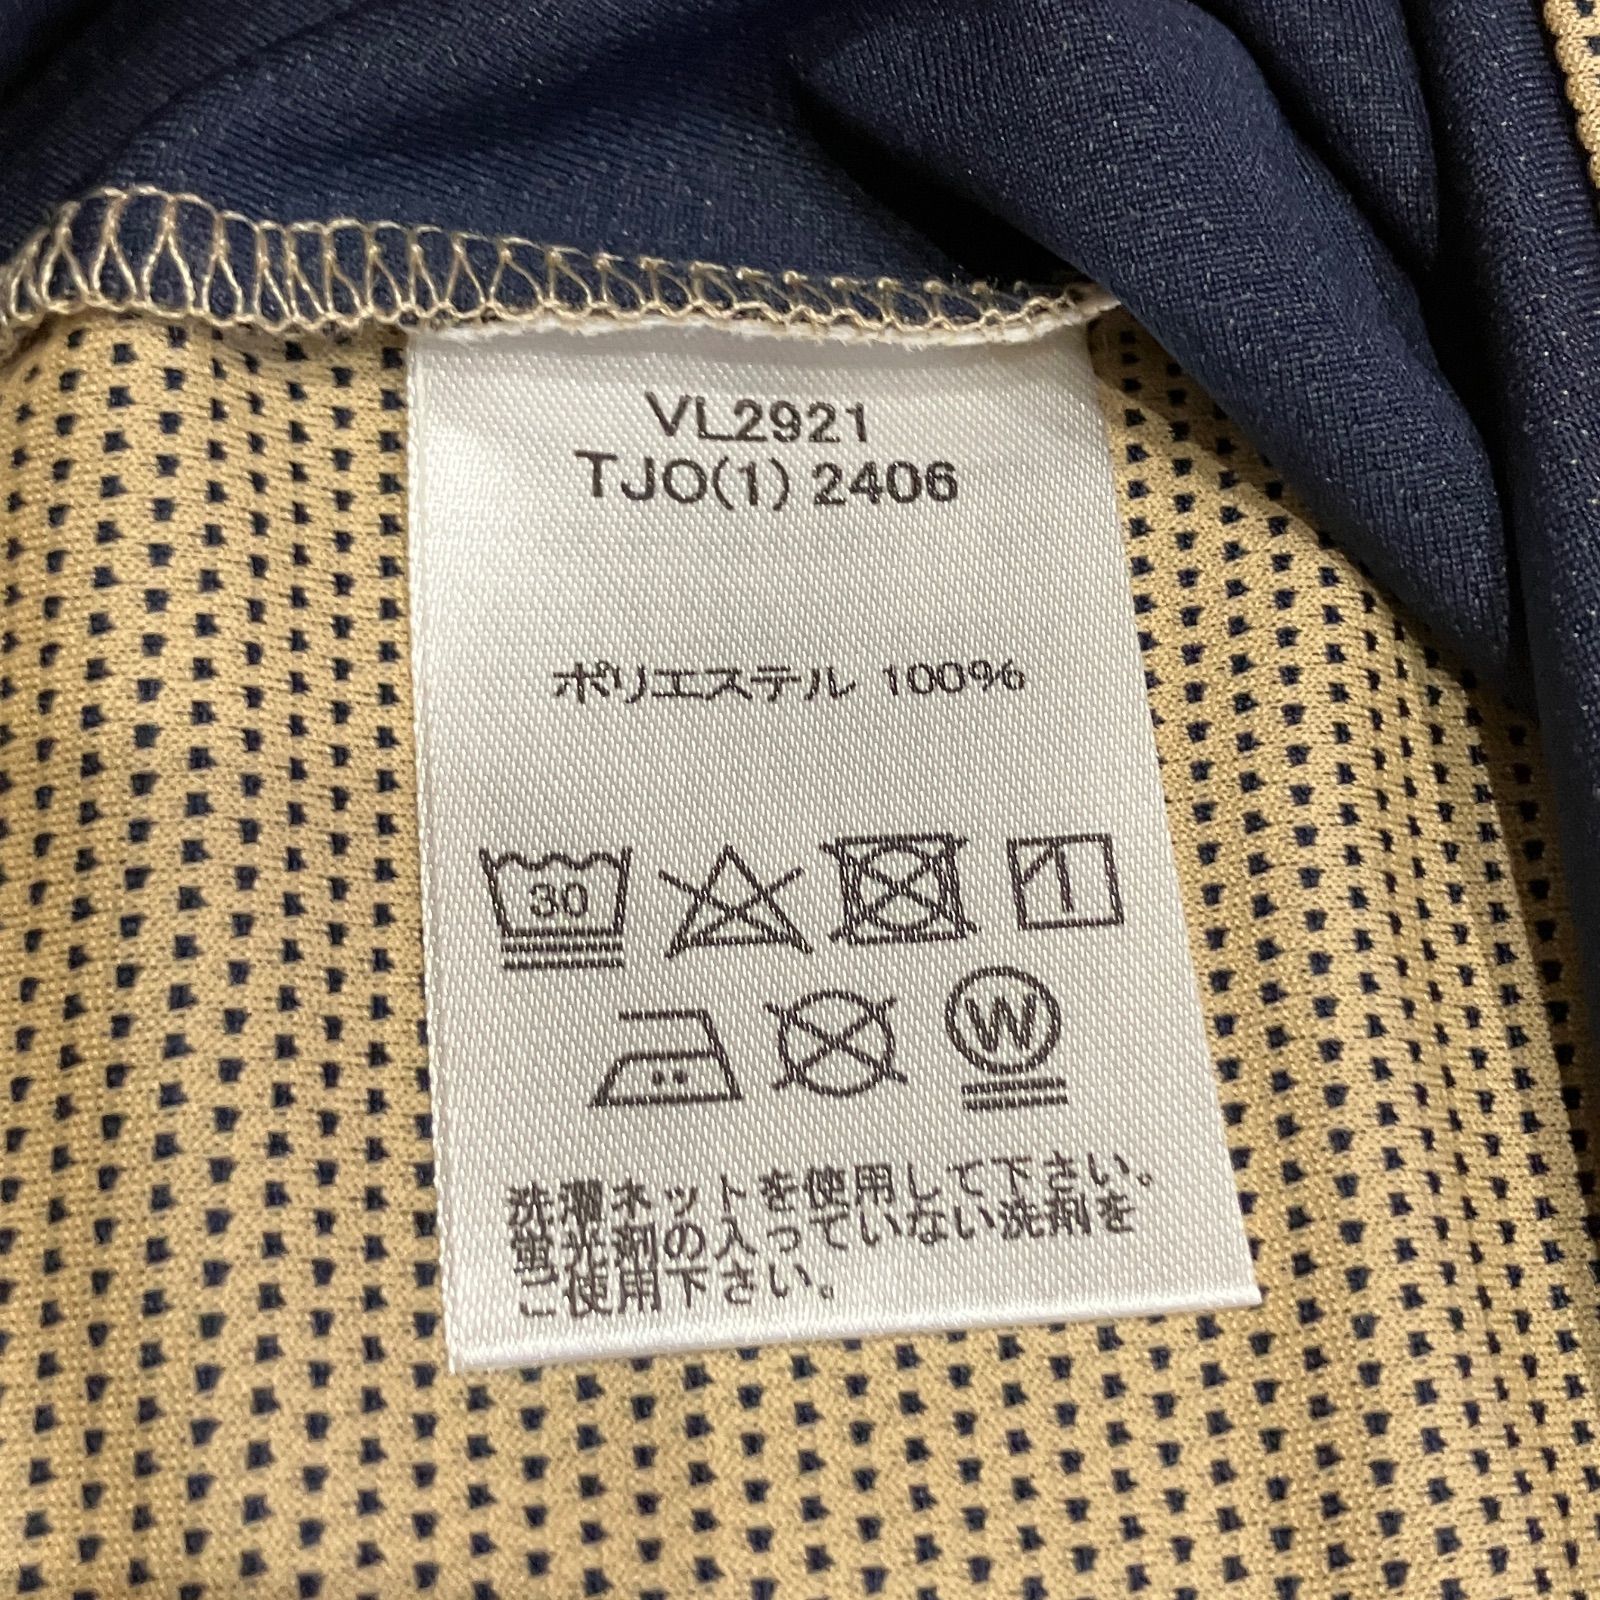 VL2921
TJO(1) 2406
ポリエステル 100%
30
W
洗濯ネットを使用して下さい。
蛍光剤の入っていない洗剤を
ご使用下さい。